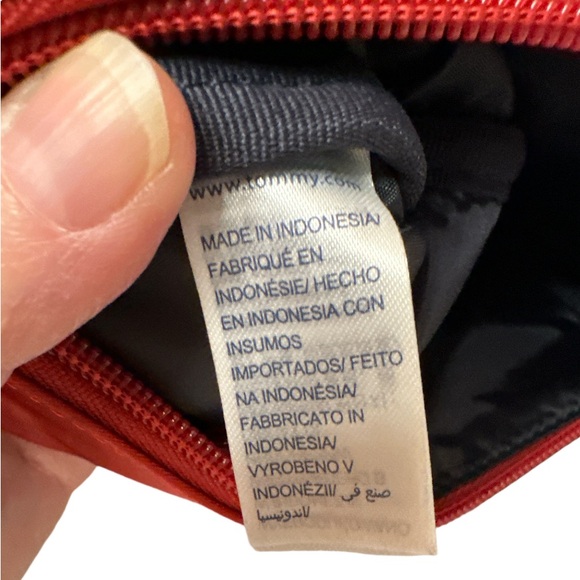 www.tommy.com
MADE IN INDONESIA/
FABRIQUÉ EN
INDONÉSIE/ HECHO
EN INDONESIA CON
INSUMOS
IMPORTADOS/ FEITO
NA INDONÉSIA/
FABBRICATO IN
INDONESIA/
VYROBENO V
INDONÉZII/ صنع في
اندونيسيا/